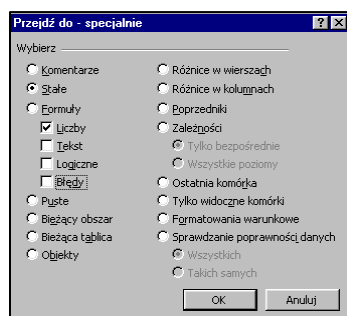 Przejdź do - specjalnie
Wybierz
Komentarze
Stałe
Formuły
Liczby
Tekst
Logiczne
Błędy
Puste
Bieżący obszar
Bieżąca tablica
Obiekty
Różnice w wierszach
Różnice w kolumnach
Poprzedniki
Zależności
Tylko bezpośrednie
Wszystkie poziomy
Ostatnia komórka
Tylko widoczne komórki
Formatowania warunkowe
Sprawdzanie poprawności danych
Wszystkich
Takich samych
OK Anuluj